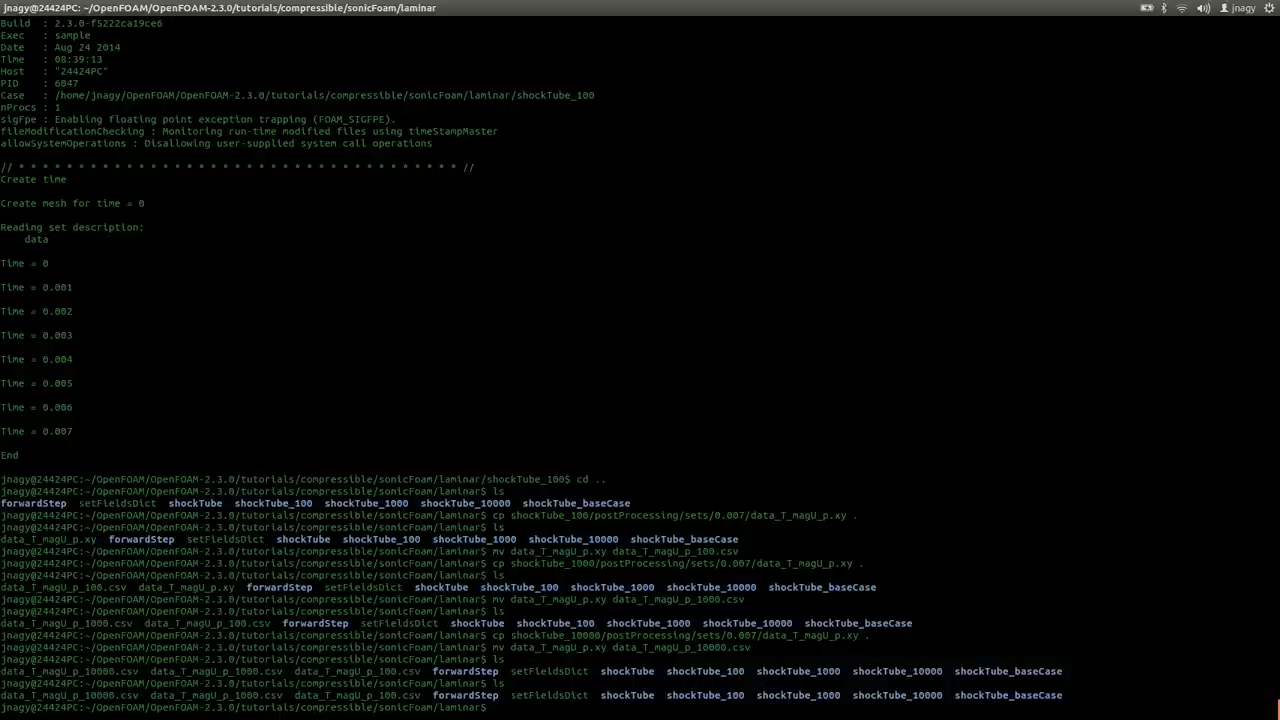 jnagy@24424PC: ~/OpenFOAM/OpenFOAM-2.3.0/tutorials/compressible/sonicFoam/laminar jnagy
Build : 2.3.0-f5222ca19ce6
Exec : sample
Date : Aug 24 2014
Time : 08:39:13
Host : "24424PC"
PID : 6047
Case : /home/jnagy/OpenFOAM/OpenFOAM-2.3.0/tutorials/compressible/sonicFoam/laminar/shockTube_100
nProcs : 1
sigFpe : Enabling floating point exception trapping (FOAM_SIGFPE).
fileModificationChecking : Monitoring run-time modified files using timeStampMaster
allowSystemOperations : Disallowing user-supplied system call operations
// * * * * * * * * * * * * * * * * * * * * * * * * * * * * * * * * * * * * * //
Create time
Create mesh for time = 0
Reading set description:
data
Time = 0
Time = 0.001
Time = 0.002
Time = 0.003
Time = 0.004
Time = 0.005
Time = 0.006
Time = 0.007
End
jnagy@24424PC:~/OpenFOAM/OpenFOAM-2.3.0/tutorials/compressible/sonicFoam/laminar/shockTube_100$ cd ..
jnagy@24424PC:~/OpenFOAM/OpenFOAM-2.3.0/tutorials/compressible/sonicFoam/laminar$ ls
forwardStep setFieldsDict shockTube shockTube_100 shockTube_1000 shockTube_10000 shockTube_baseCase
jnagy@24424PC:~/OpenFOAM/OpenFOAM-2.3.0/tutorials/compressible/sonicFoam/laminar$ cp shockTube_100/postProcessing/sets/0.007/data_T_magU_p.xy .
jnagy@24424PC:~/OpenFOAM/OpenFOAM-2.3.0/tutorials/compressible/sonicFoam/laminar$ ls
data_T_magU_p.xy forwardStep setFieldsDict shockTube shockTube_100 shockTube_1000 shockTube_10000 shockTube_baseCase
jnagy@24424PC:~/OpenFOAM/OpenFOAM-2.3.0/tutorials/compressible/sonicFoam/laminar$ mv data_T_magU_p.xy data_T_magU_p_100.csv
jnagy@24424PC:~/OpenFOAM/OpenFOAM-2.3.0/tutorials/compressible/sonicFoam/laminar$ cp shockTube_1000/postProcessing/sets/0.007/data_T_magU_p.xy .
jnagy@24424PC:~/OpenFOAM/OpenFOAM-2.3.0/tutorials/compressible/sonicFoam/laminar$ ls
data_T_magU_p_100.csv data_T_magU_p.xy forwardStep setFieldsDict shockTube shockTube_100 shockTube_1000 shockTube_10000 shockTube_baseCase
jnagy@24424PC:~/OpenFOAM/OpenFOAM-2.3.0/tutorials/compressible/sonicFoam/laminar$ mv data_T_magU_p.xy data_T_magU_p_1000.csv
jnagy@24424PC:~/OpenFOAM/OpenFOAM-2.3.0/tutorials/compressible/sonicFoam/laminar$ ls
data_T_magU_p_1000.csv data_T_magU_p_100.csv forwardStep setFieldsDict shockTube shockTube_100 shockTube_1000 shockTube_10000 shockTube_baseCase
jnagy@24424PC:~/OpenFOAM/OpenFOAM-2.3.0/tutorials/compressible/sonicFoam/laminar$ cp shockTube_10000/postProcessing/sets/0.007/data_T_magU_p.xy .
jnagy@24424PC:~/OpenFOAM/OpenFOAM-2.3.0/tutorials/compressible/sonicFoam/laminar$ mv data_T_magU_p.xy data_T_magU_p_10000.csv
jnagy@24424PC:~/OpenFOAM/OpenFOAM-2.3.0/tutorials/compressible/sonicFoam/laminar$ ls
data_T_magU_p_10000.csv data_T_magU_p_1000.csv data_T_magU_p_100.csv forwardStep setFieldsDict shockTube shockTube_100 shockTube_1000 shockTube_10000 shockTube_baseCase
jnagy@24424PC:~/OpenFOAM/OpenFOAM-2.3.0/tutorials/compressible/sonicFoam/laminar$ ls
data_T_magU_p_10000.csv data_T_magU_p_1000.csv data_T_magU_p_100.csv forwardStep setFieldsDict shockTube shockTube_100 shockTube_1000 shockTube_10000 shockTube_baseCase
jnagy@24424PC:~/OpenFOAM/OpenFOAM-2.3.0/tutorials/compressible/sonicFoam/laminar$